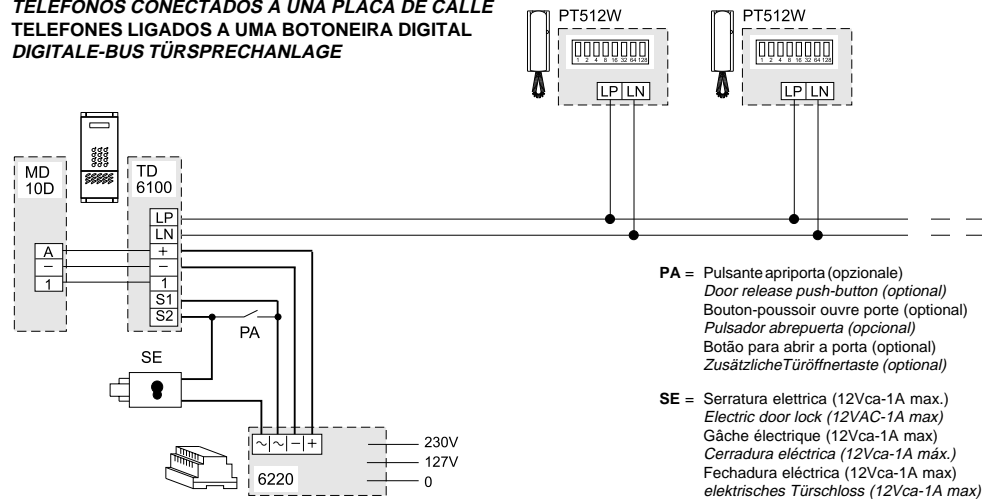 TELEFONOS CONECTADOS A UNA PLACA DE CALLE
TELEFONES LIGADOS A UMA BOTONEIRA DIGITAL
DIGITALE-BUS TÜRSPRECHANLAGE
PT512W
PT512W
1 2 4 8 16 32 64 128
1 2 4 8 16 32 64 128
LP LN
LP LN
MD
10D
TD
6100
LP
LN
A
+
–
–
1
1
S1
S2
PA
SE
~ ~ – +
6220
230V
127V
0
PA = Pulsante apriporta (opzionale)
Door release push-button (optional)
Bouton-poussoir ouvre porte (optional)
Pulsador abrepuerta (opcional)
Botão para abrir a porta (optional)
ZusätzlicheTüröffnertaste (optional)
SE = Serratura elettrica (12Vca-1A max.)
Electric door lock (12VAC-1A max)
Gâche électrique (12Vca-1A max)
Cerradura eléctrica (12Vca-1A máx.)
Fechadura eléctrica (12Vca-1A max)
elektrisches Türschloss (12Vca-1A max)